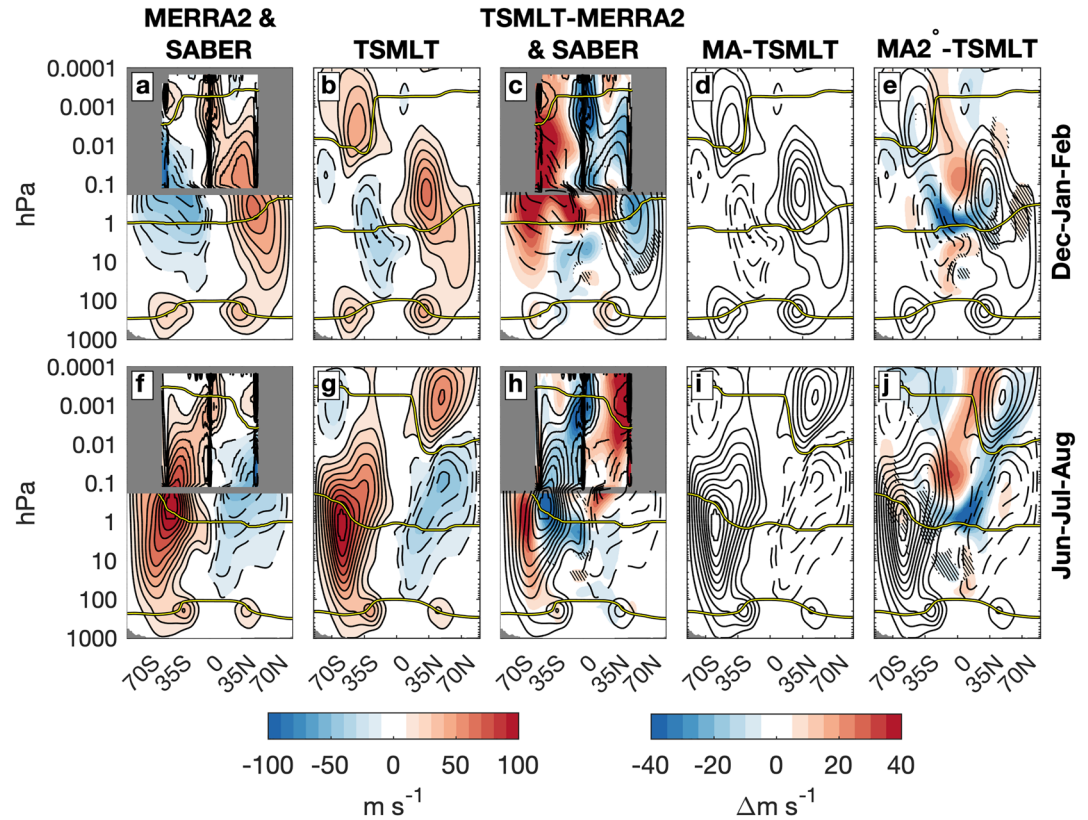 MERRA2 &
SABER
TSMLT
TSMLT-MERRA2
& SABER
MA-TSMLT
MA2°-TSMLT
a
b
c
d
e
0.0001
0.001
0.01
0.1
1
10
100
1000
hPa
Dec-Jan-Feb
f
g
h
i
j
0.0001
0.001
0.01
0.1
1
10
100
1000
hPa
Jun-Jul-Aug
70S 35S 0 35N 70N
70S 35S 0 35N 70N
70S 35S 0 35N 70N
70S 35S 0 35N 70N
70S 35S 0 35N 70N
-100 -50 0 50 100
m s⁻¹
-40 -20 0 20 40
Δm s⁻¹